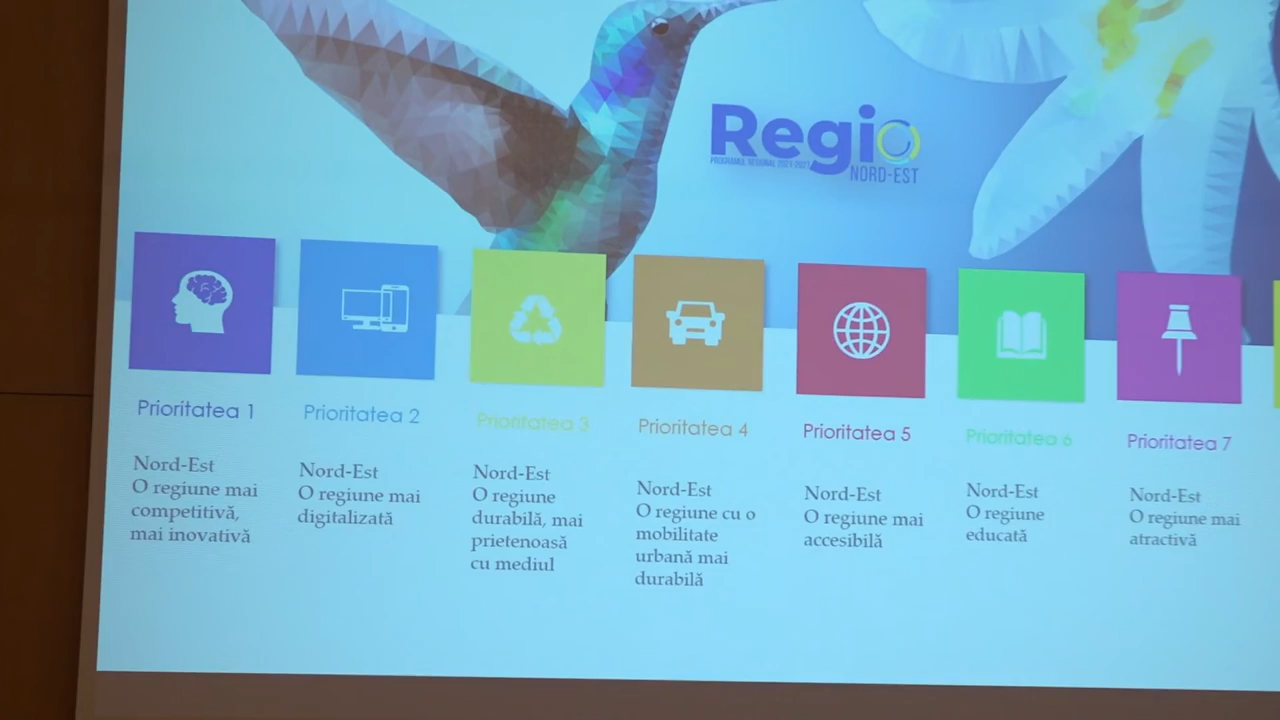 Regio
PROGRAMUL REGIONAL 2021-2027
NORD-EST
Prioritatea 1
Nord-Est
O regiune mai
competitivă,
mai inovativă
Prioritatea 2
Nord-Est
O regiune mai
digitalizată
Prioritatea 3
Nord-Est
O regiune
durabilă, mai
prietenoasă
cu mediul
Prioritatea 4
Nord-Est
O regiune cu o
mobilitate
urbană mai
durabilă
Prioritatea 5
Nord-Est
O regiune mai
accesibilă
Prioritatea 6
Nord-Est
O regiune
educată
Prioritatea 7
Nord-Est
O regiune mai
atractivă